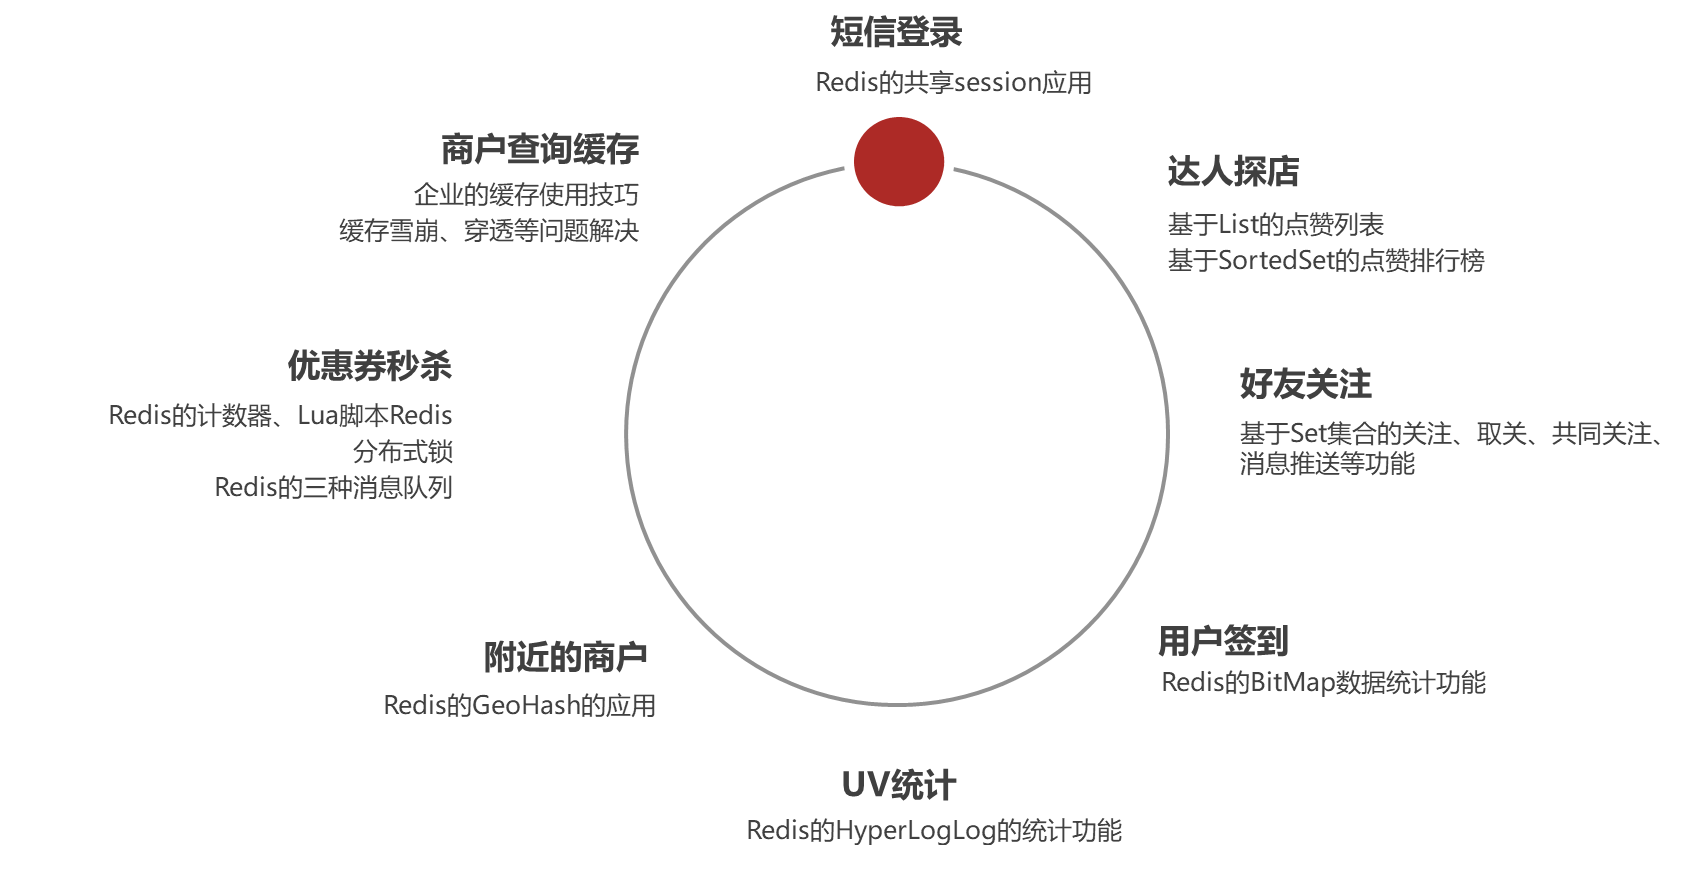 短信登录
Redis的共享session应用
商户查询缓存
企业的缓存使用技巧
缓存雪崩、穿透等问题解决
达人探店
基于List的点赞列表
基于SortedSet的点赞排行榜
优惠券秒杀
Redis的计数器、Lua脚本Redis
分布式锁
Redis的三种消息队列
好友关注
基于Set集合的关注、取关、共同关注、
消息推送等功能
附近的商户
Redis的GeoHash的应用
用户签到
Redis的BitMap数据统计功能
UV统计
Redis的HyperLogLog的统计功能